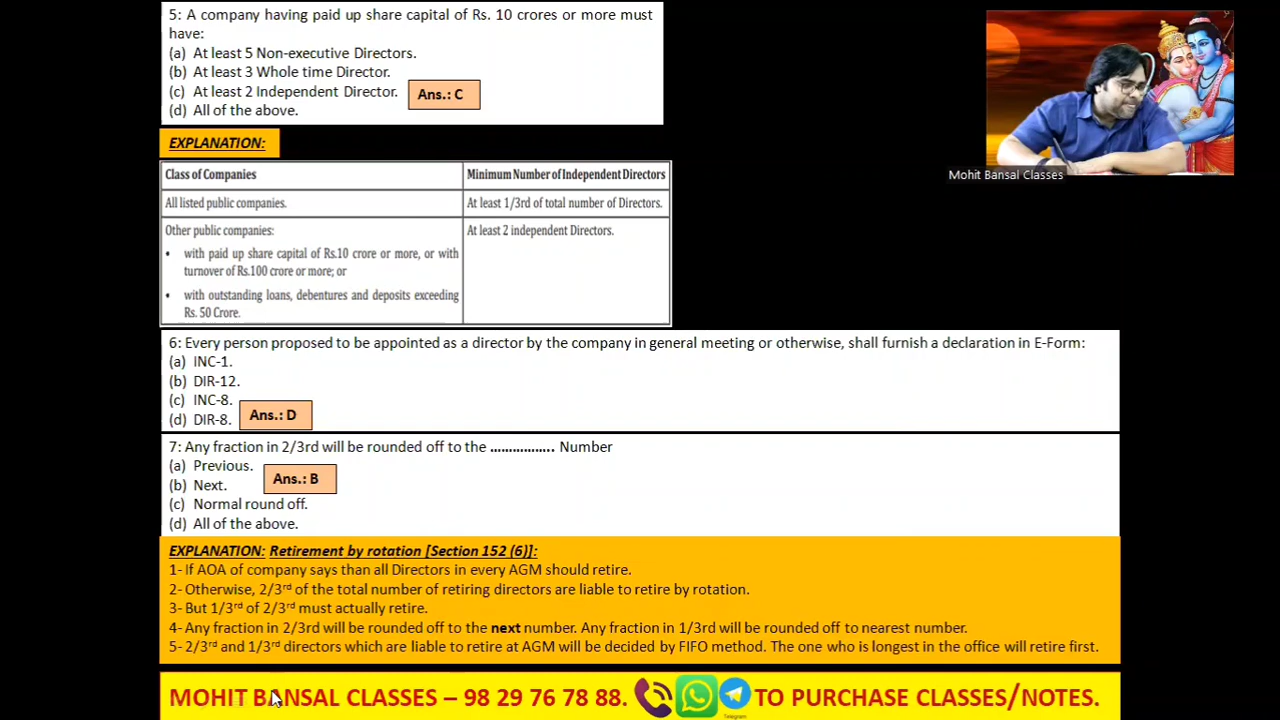 5: A company having paid up share capital of Rs. 10 crores or more must
have:
(a) At least 5 Non-executive Directors.
(b) At least 3 Whole time Director.
(c) At least 2 Independent Director.
(d) All of the above.
Ans.: C
EXPLANATION:
Class of Companies Minimum Number of Independent Directors
All listed public companies. At least 1/3rd of total number of Directors.
Other public companies: At least 2 independent Directors.
• with paid up share capital of Rs.10 crore or more, or with
turnover of Rs.100 crore or more; or
• with outstanding loans, debentures and deposits exceeding
Rs. 50 Crore.
Mohit Bansal Classes
6: Every person proposed to be appointed as a director by the company in general meeting or otherwise, shall furnish a declaration in E-Form:
(a) INC-1.
(b) DIR-12.
(c) INC-8.
(d) DIR-8.
Ans.: D
7: Any fraction in 2/3rd will be rounded off to the ................. Number
(a) Previous.
(b) Next.
(c) Normal round off.
(d) All of the above.
Ans.: B
EXPLANATION: Retirement by rotation [Section 152 (6)]:
1- If AOA of company says than all Directors in every AGM should retire.
2- Otherwise, 2/3rd of the total number of retiring directors are liable to retire by rotation.
3- But 1/3rd of 2/3rd must actually retire.
4- Any fraction in 2/3rd will be rounded off to the next number. Any fraction in 1/3rd will be rounded off to nearest number.
5- 2/3rd and 1/3rd directors which are liable to retire at AGM will be decided by FIFO method. The one who is longest in the office will retire first.
MOHIT BANSAL CLASSES – 98 29 76 78 88. TO PURCHASE CLASSES/NOTES.
Telegram